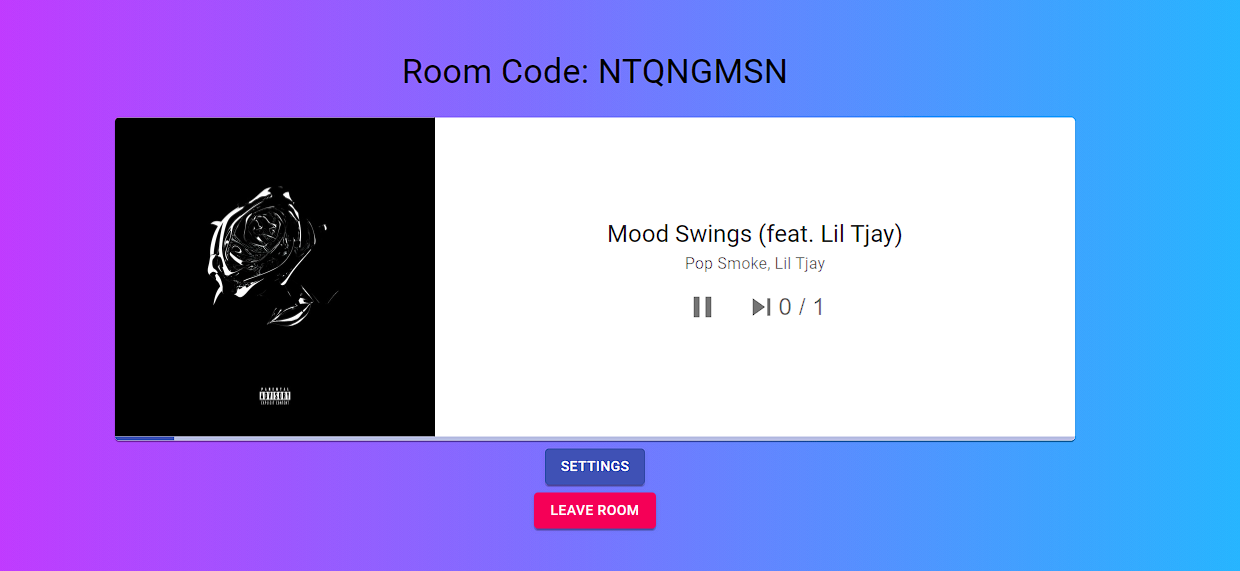 Room Code: NTQNGMSN
Mood Swings (feat. Lil Tjay)
Pop Smoke, Lil Tjay
0 / 1
PARENTAL
ADVISORY
EXPLICIT CONTENT
SETTINGS
LEAVE ROOM